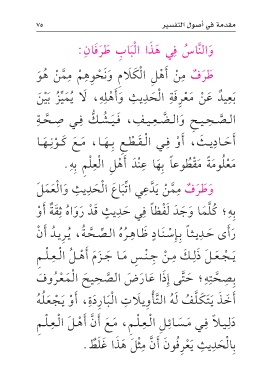 مقدمة في أصول التفسير ٧٥
وَالنَّاسُ فِي هَذَا الْبَابِ طَرَفَانِ:
طَرَفٌ مِنْ أَهْلِ الْكَلَامِ وَنَحْوِهِمْ مِمَّنْ هُوَ
بَعِيدٌ عَنْ مَعْرِفَةِ الْحَدِيثِ وَأَهْلِهِ، لَا يُمَيِّزُ بَيْنَ
الصَّحِيحِ وَالضَّعِيفِ، فَيَشُكُّ فِي صِحَّةِ
أَحَادِيثَ، أَوْ فِي الْقَطْعِ بِهَا، مَعَ كَوْنِهَا
مَعْلُومَةً مَقْطُوعاً بِهَا عِنْدَ أَهْلِ الْعِلْمِ بِهِ.
وَطَرَفٌ مِمَّنْ يَدَّعِي اتِّبَاعَ الْحَدِيثِ وَالْعَمَلَ
بِهِ؛ كُلَّمَا وَجَدَ لَفْظاً فِي حَدِيثٍ قَدْ رَوَاهُ ثِقَةٌ أَوْ
رَأَى حَدِيثاً بِإِسْنَادٍ ظَاهِرُهُ الصِّحَّةُ، يُرِيدُ أَنْ
يَجْعَلَ ذَلِكَ مِنْ جِنْسِ مَا جَزَمَ أَهْلُ الْعِلْمِ
بِصِحَّتِهِ؛ حَتَّى إِذَا عَارَضَ الصَّحِيحَ الْمَعْرُوفَ
أَخَذَ يَتَكَلَّفُ لَهُ التَّأْوِيلَاتِ الْبَارِدَةِ، أَوْ يَجْعَلُهُ
دَلِيلاً فِي مَسَائِلِ الْعِلْمِ، مَعَ أَنَّ أَهْلَ الْعِلْمِ
بِالْحَدِيثِ يَعْرِفُونَ أَنَّ مِثْلَ هَذَا غَلَطٌ.